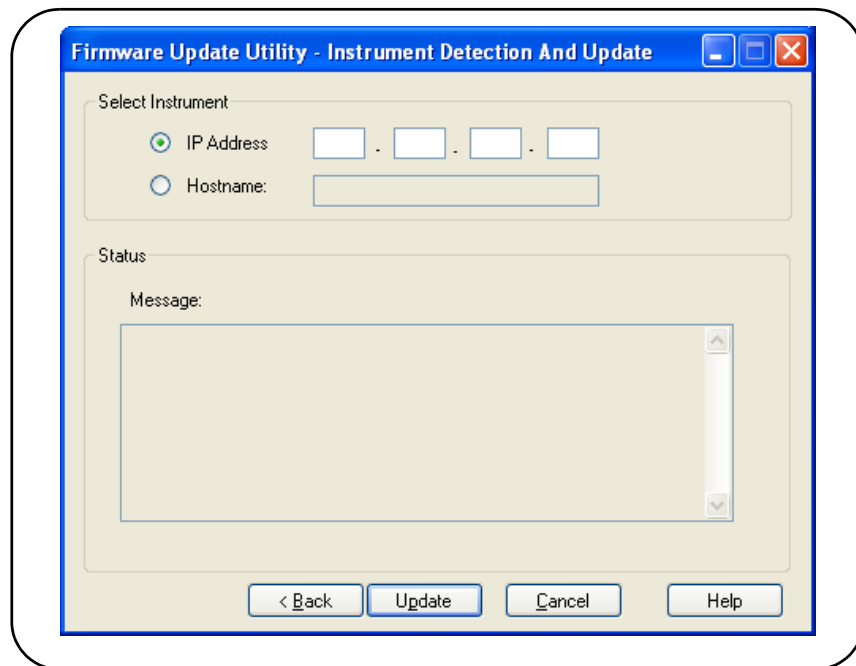 Firmware Update Utility - Instrument Detection And Update
Select Instrument
IP Address . . .
Hostname:
Status
Message:
< Back Update Cancel Help